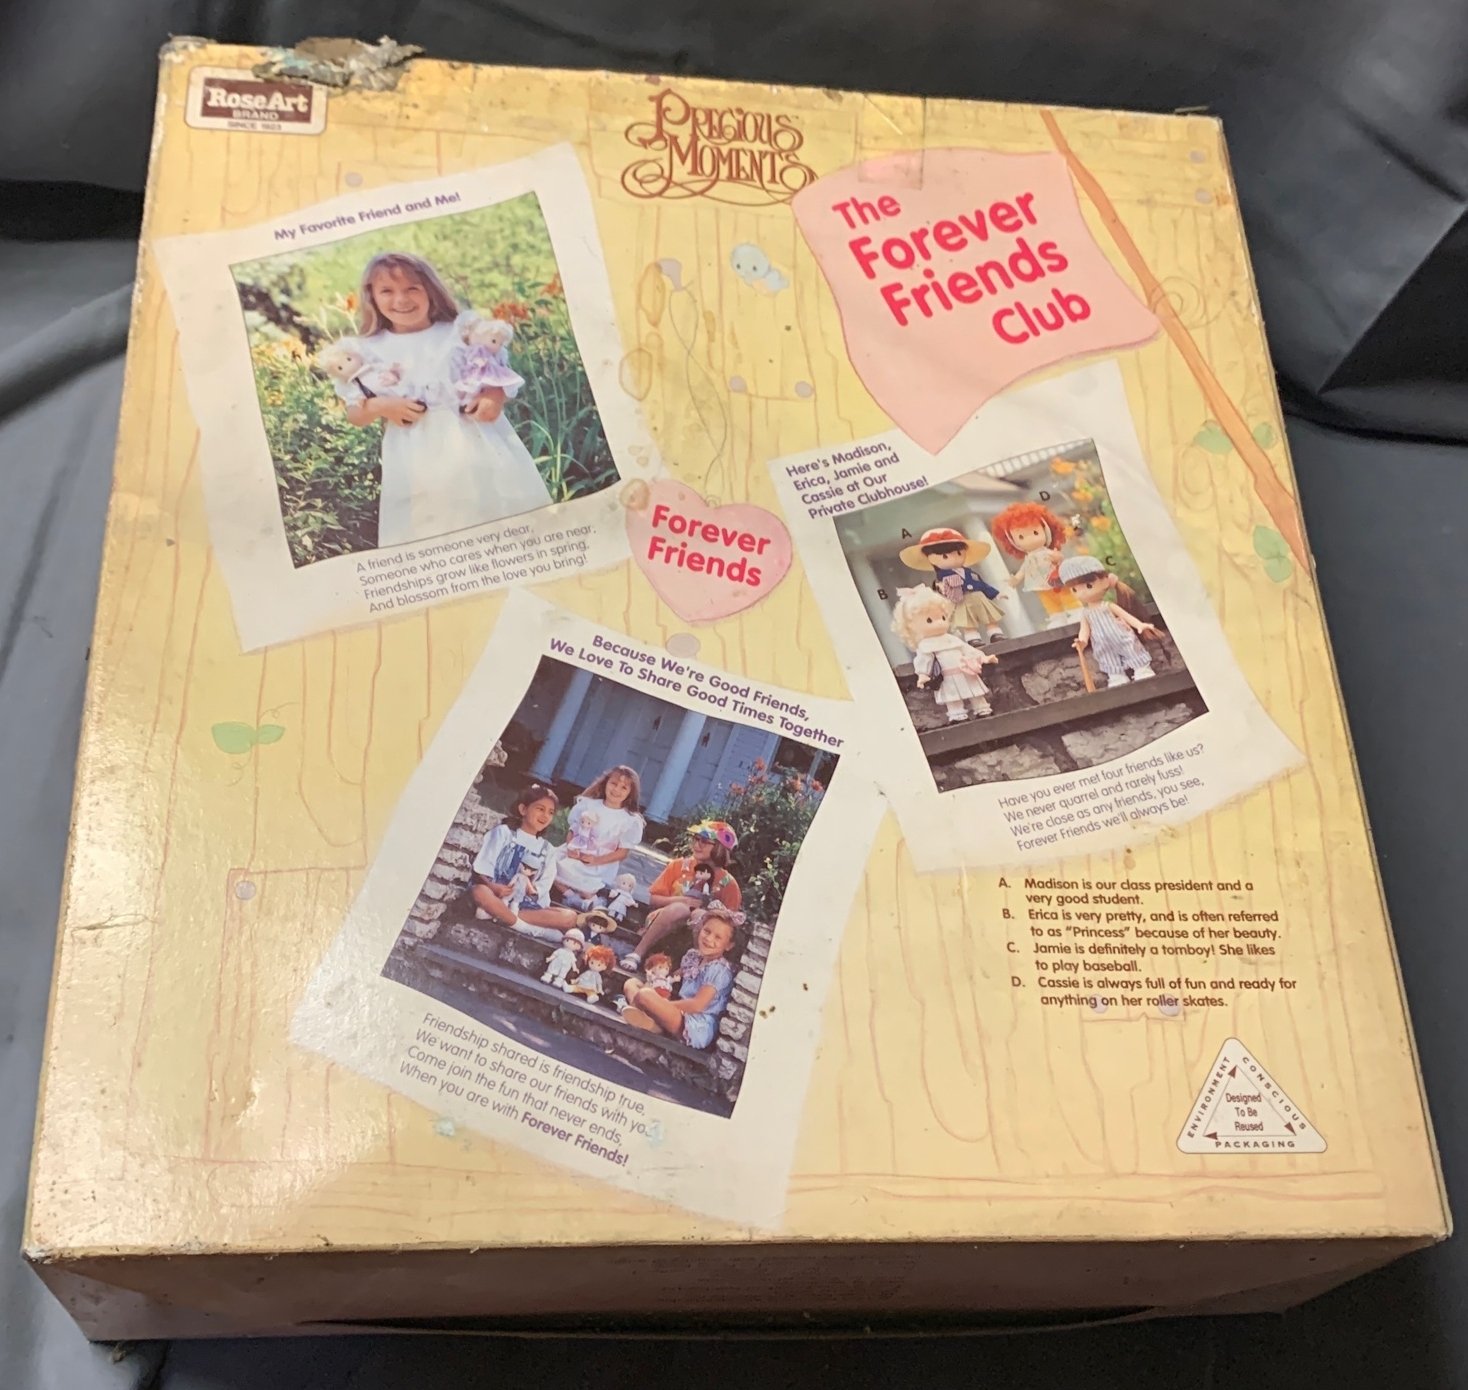 RoseArt
BRAND
SINCE 1923
PRECIOUS
MOMENTS
The
Forever
Friends
Club
My Favorite Friend and Me!
A friend is someone very dear,
Someone who cares when you are near;
Friendships grow like flowers in spring,
And blossom from the love you bring!
Forever
Friends
Here's Madison,
Erica, Jamie and
Cassie at Our
Private Clubhouse!
A
B
C
D
Have you ever met four friends like us?
We never quarrel and rarely fuss!
We're close as any friends, you see,
Forever Friends we'll always be!
Because We're Good Friends,
We Love To Share Good Times Together
Friendship shared is friendship true,
We want to share our friends with
Come join the fun that never ends,
When you are with Forever Friends!
A. Madison is our class president and a
very good student.
B. Erica is very pretty, and is often referred
to as "Princess" because of her beauty.
C. Jamie is definitely a tomboy! She likes
to play baseball.
D. Cassie is always full of fun and ready for
anything on her roller skates.
ENVIRONMENT
CONSCIOUS
PACKAGING
Designed
To Be
Reused